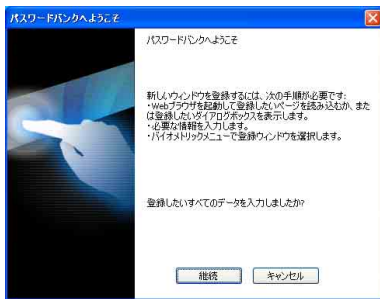 パスワードバンクへようこそ
パスワードバンクへようこそ
新しいウィンドウを登録するには、次の手順が必要です:
・Webブラウザを起動して登録したいページを読み込むか、また
は登録したいダイアログボックスを表示します。
・必要な情報を入力します。
・バイオメトリックメニューで登録ウィンドウを選択します。
登録したいすべてのデータを入力しましたか?
継続
キャンセル